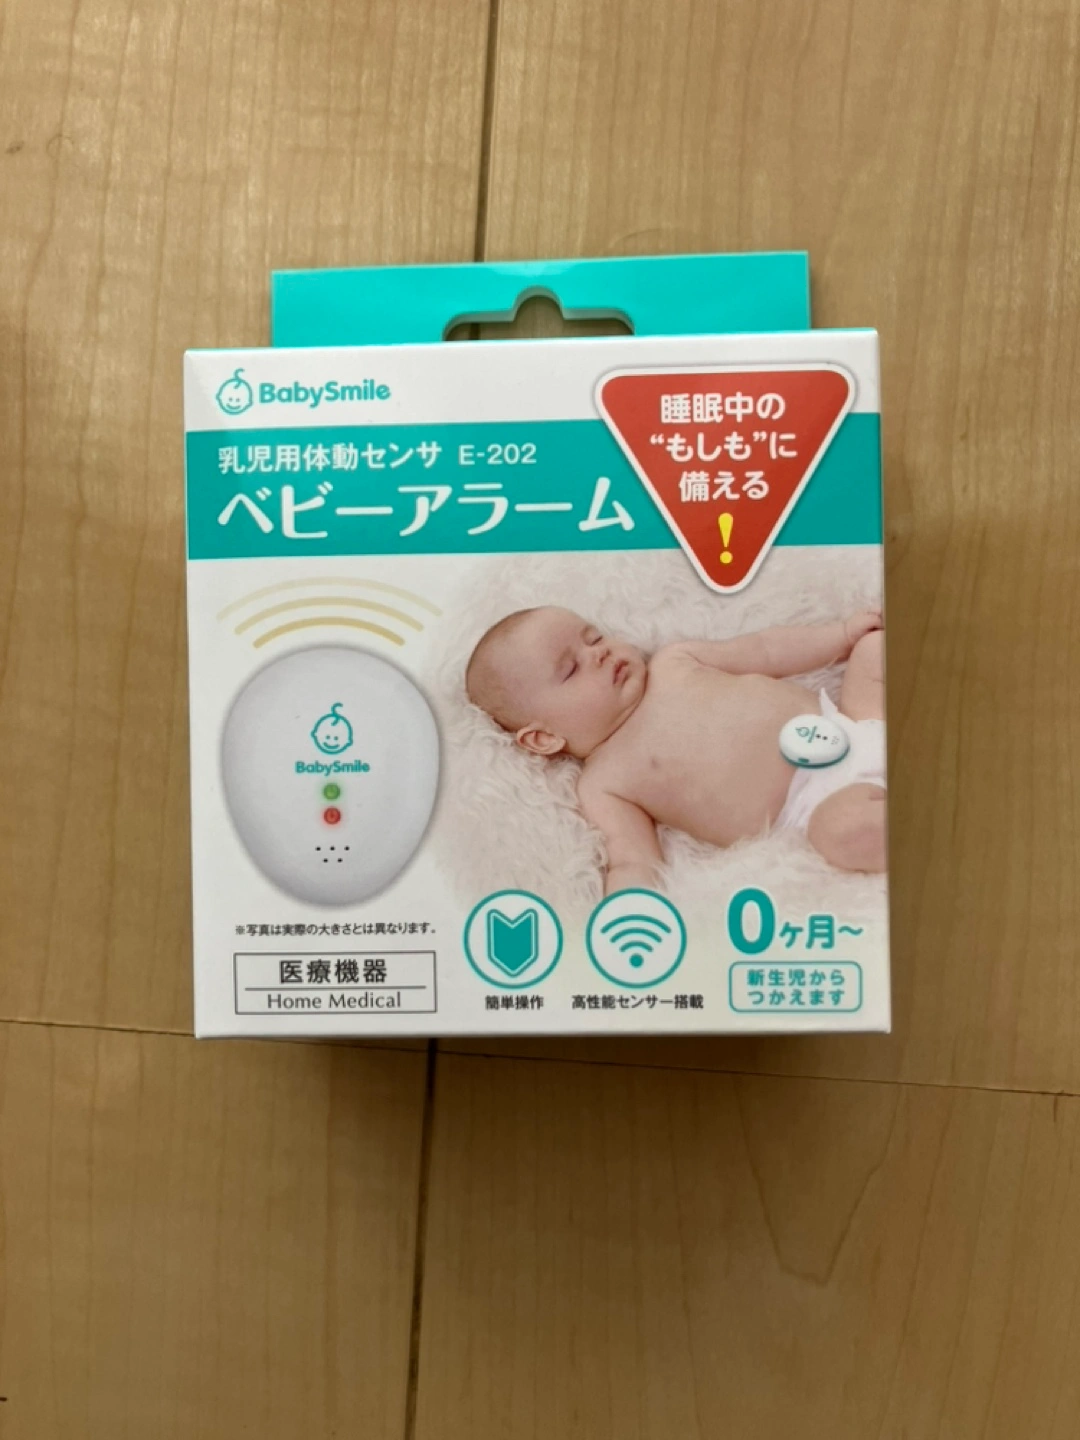 BabySmile
乳児用体動センサ E-202
ベビーアラーム
睡眠中の
“もしも”に
備える
!
BabySmile
※写真は実際の大きさとは異なります。
医療機器
Home Medical
簡単操作
高性能センサー搭載
0ヶ月～
新生児から
つかえます